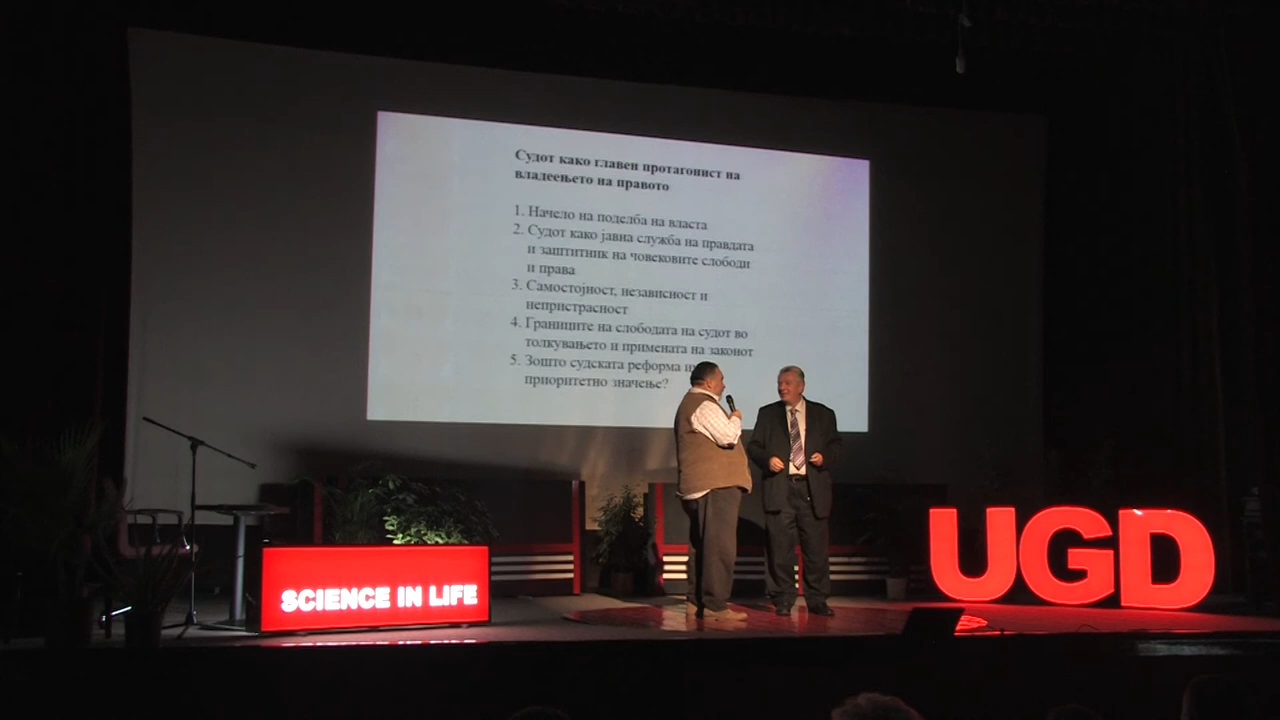 Судот како главен протагонист на
владеењето на правото
1. Начело на поделба на власта
2. Судот како јавна служба на правдата
и заштитник на човековите слободи
и права
3. Самостојност, независност и
непристрасност
4. Границите на слободата на судот во
толкувањето и примената на законот
5. Зошто судската реформа
приоритетно значење?
SCIENCE IN LIFE
UGD